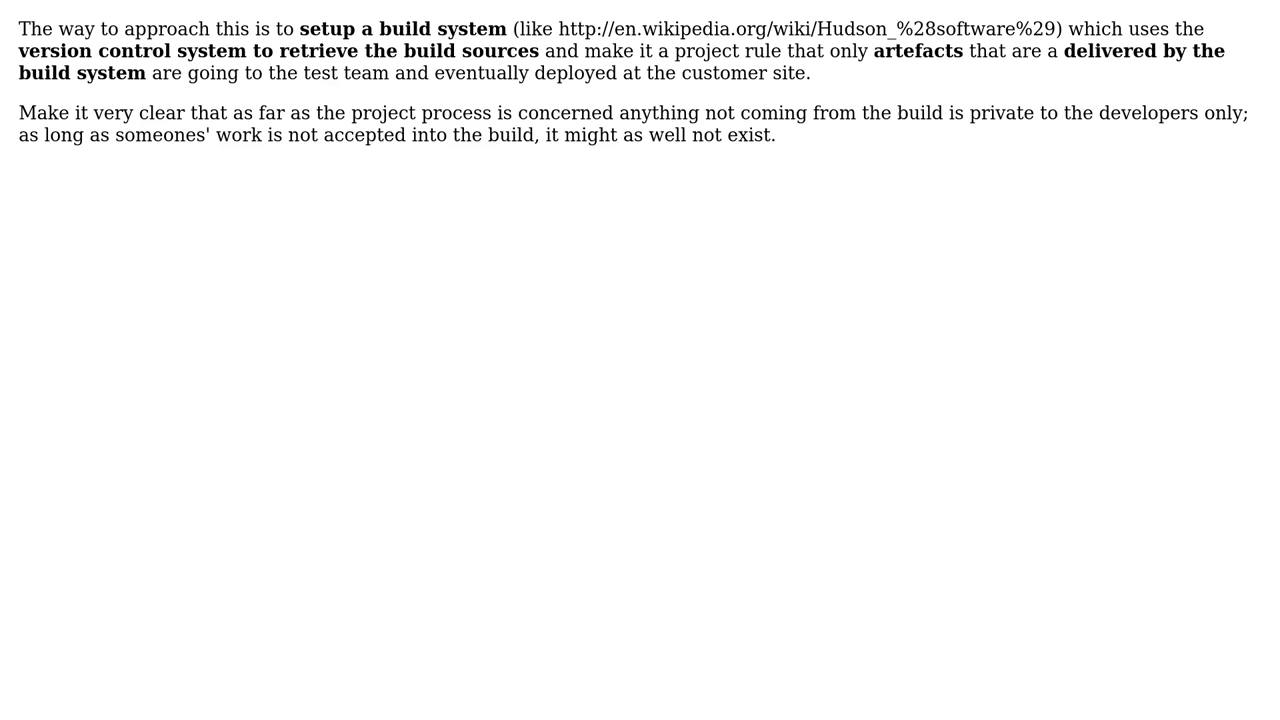 The way to approach this is to setup a build system (like http://en.wikipedia.org/wiki/Hudson_%28software%29) which uses the
version control system to retrieve the build sources and make it a project rule that only artefacts that are a delivered by the
build system are going to the test team and eventually deployed at the customer site.
Make it very clear that as far as the project process is concerned anything not coming from the build is private to the developers only;
as long as someones' work is not accepted into the build, it might as well not exist.